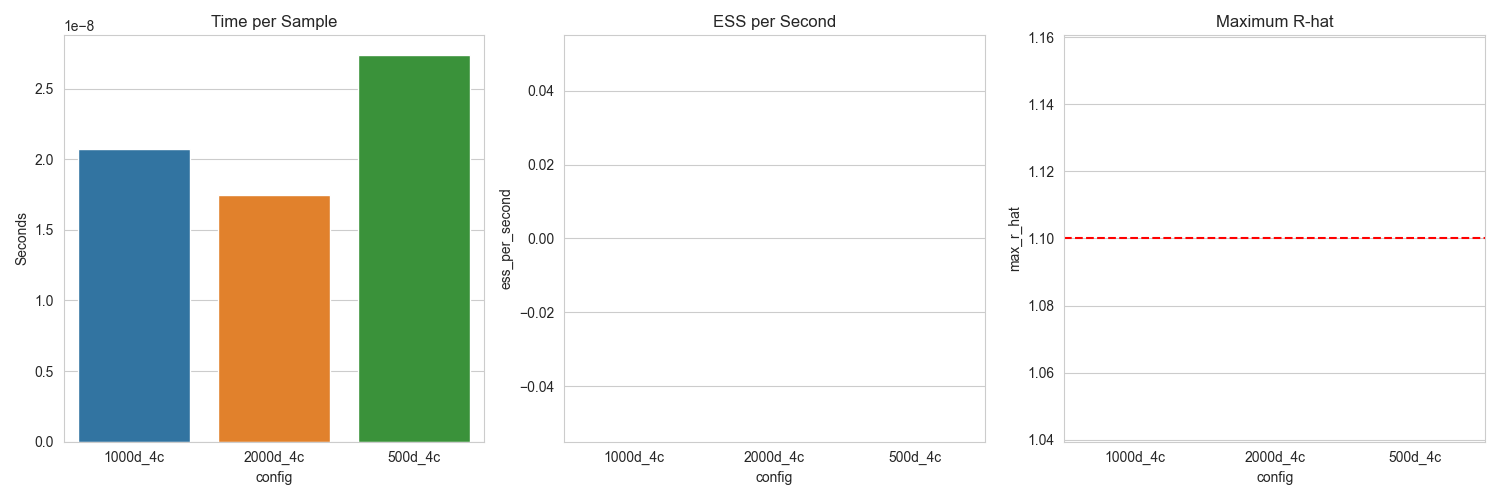 Time per Sample
1e−8
2.5
2.0
1.5
1.0
0.5
0.0
Seconds
1000d_4c
2000d_4c
500d_4c
config
ESS per Second
0.04
0.02
0.00
−0.02
−0.04
ess_per_second
1000d_4c
2000d_4c
500d_4c
config
Maximum R-hat
1.16
1.14
1.12
1.10
1.08
1.06
1.04
max_r_hat
1000d_4c
2000d_4c
500d_4c
config